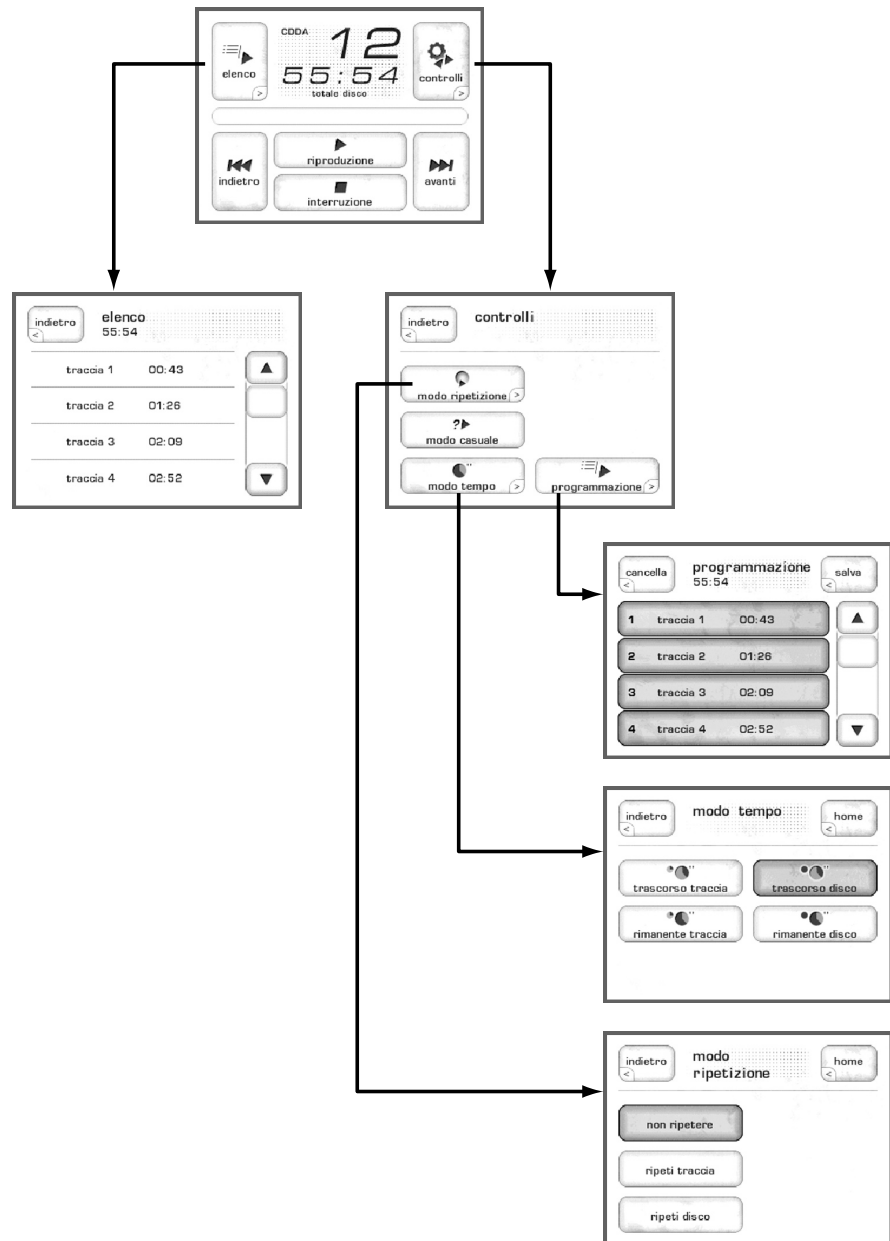 CDDA
12
elenco
55:54
controlli
>
totale disco
>
indietro
riproduzione
avanti
interruzione
indietro
<
elenco
55:54
traccia 1 00:43
traccia 2 01:26
traccia 3 02:09
traccia 4 02:52
indietro
<
controlli
modo ripetizione >
?
modo casuale
modo tempo >
programmazione >
cancella
<
programmazione
55:54
salva
<
1 traccia 1 00:43
2 traccia 2 01:26
3 traccia 3 02:09
4 traccia 4 02:52
indietro
<
modo tempo
home
<
trascorso traccia
trascorso disco
rimanente traccia
rimanente disco
indietro
<
modo
ripetizione
home
<
non ripetere
ripeti traccia
ripeti disco